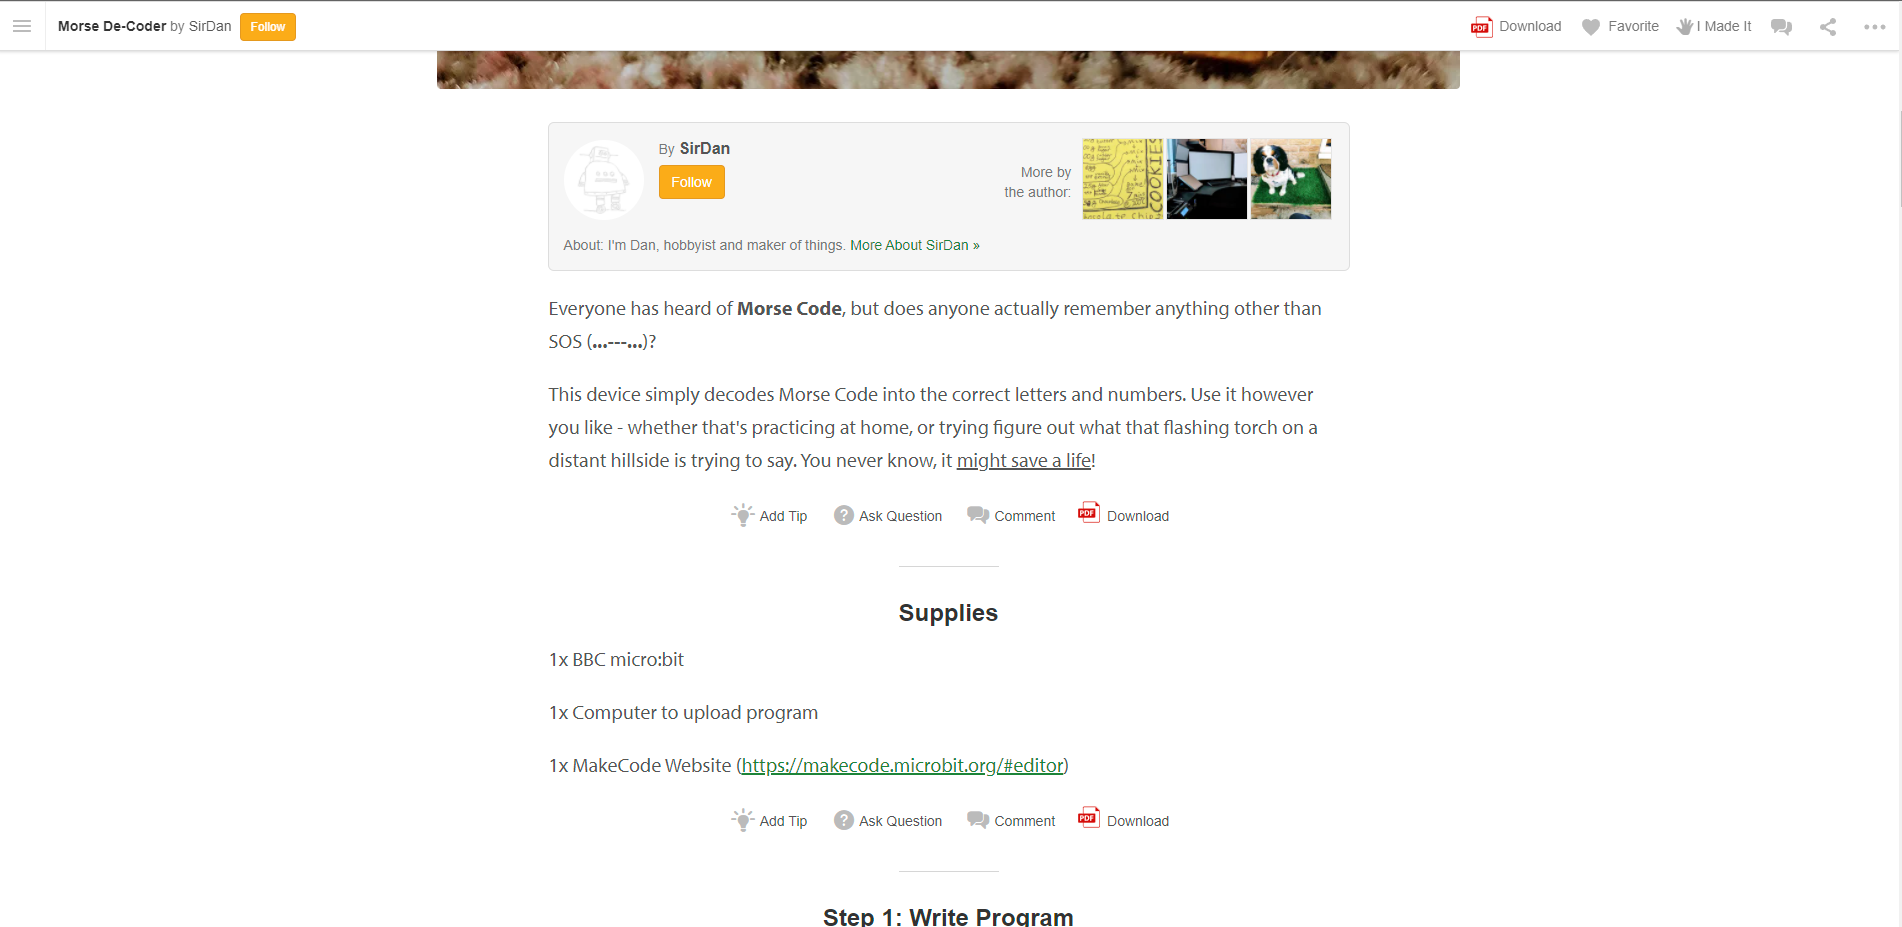 Morse De-Coder by SirDan Follow
Download Favorite I Made It
By SirDan
Follow
More by
the author:
COOKIES
About: I'm Dan, hobbyist and maker of things. More About SirDan »
Everyone has heard of Morse Code, but does anyone actually remember anything other than
SOS (...---...)?
This device simply decodes Morse Code into the correct letters and numbers. Use it however
you like - whether that's practicing at home, or trying figure out what that flashing torch on a
distant hillside is trying to say. You never know, it might save a life!
Add Tip Ask Question Comment PDF Download
Supplies
1x BBC micro:bit
1x Computer to upload program
1x MakeCode Website (https://makecode.microbit.org/#editor)
Add Tip Ask Question Comment PDF Download
Step 1: Write Program